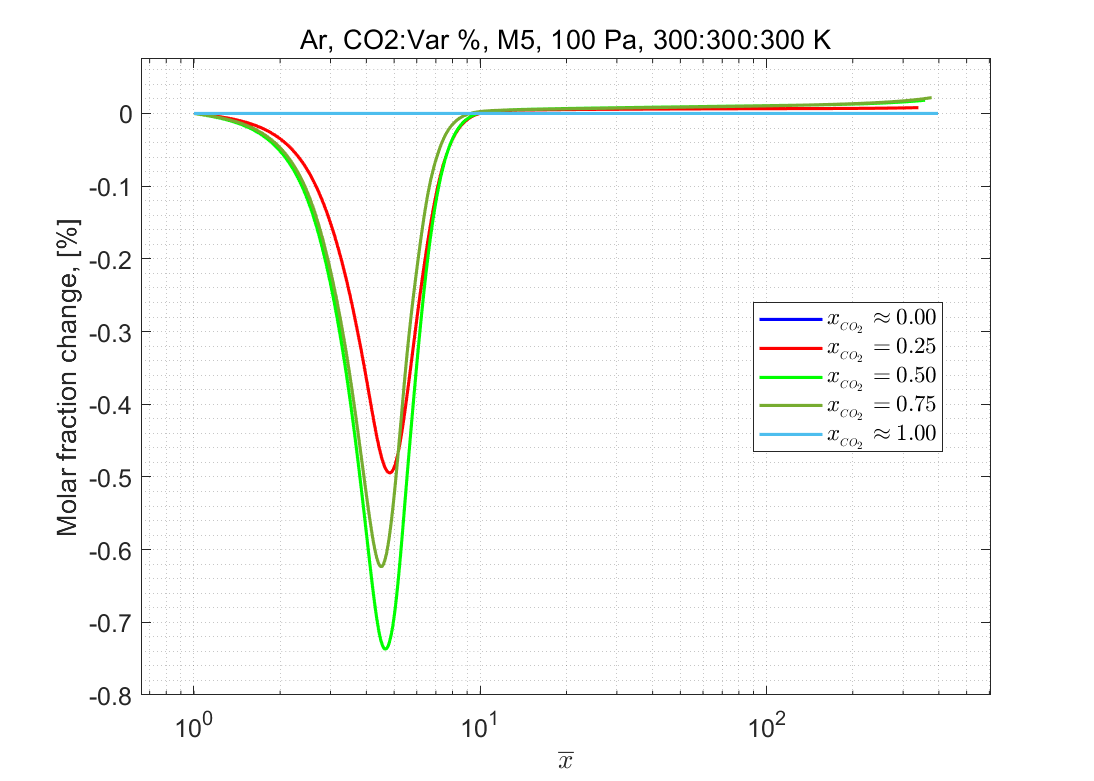 Ar, CO2:Var %, M5, 100 Pa, 300:300:300 K
Molar fraction change, [%]
0
-0.1
-0.2
-0.3
-0.4
-0.5
-0.6
-0.7
-0.8
x_{CO_2} ≈ 0.00
x_{CO_2} = 0.25
x_{CO_2} = 0.50
x_{CO_2} = 0.75
x_{CO_2} ≈ 1.00
10^0 10^1 10^2
x̅